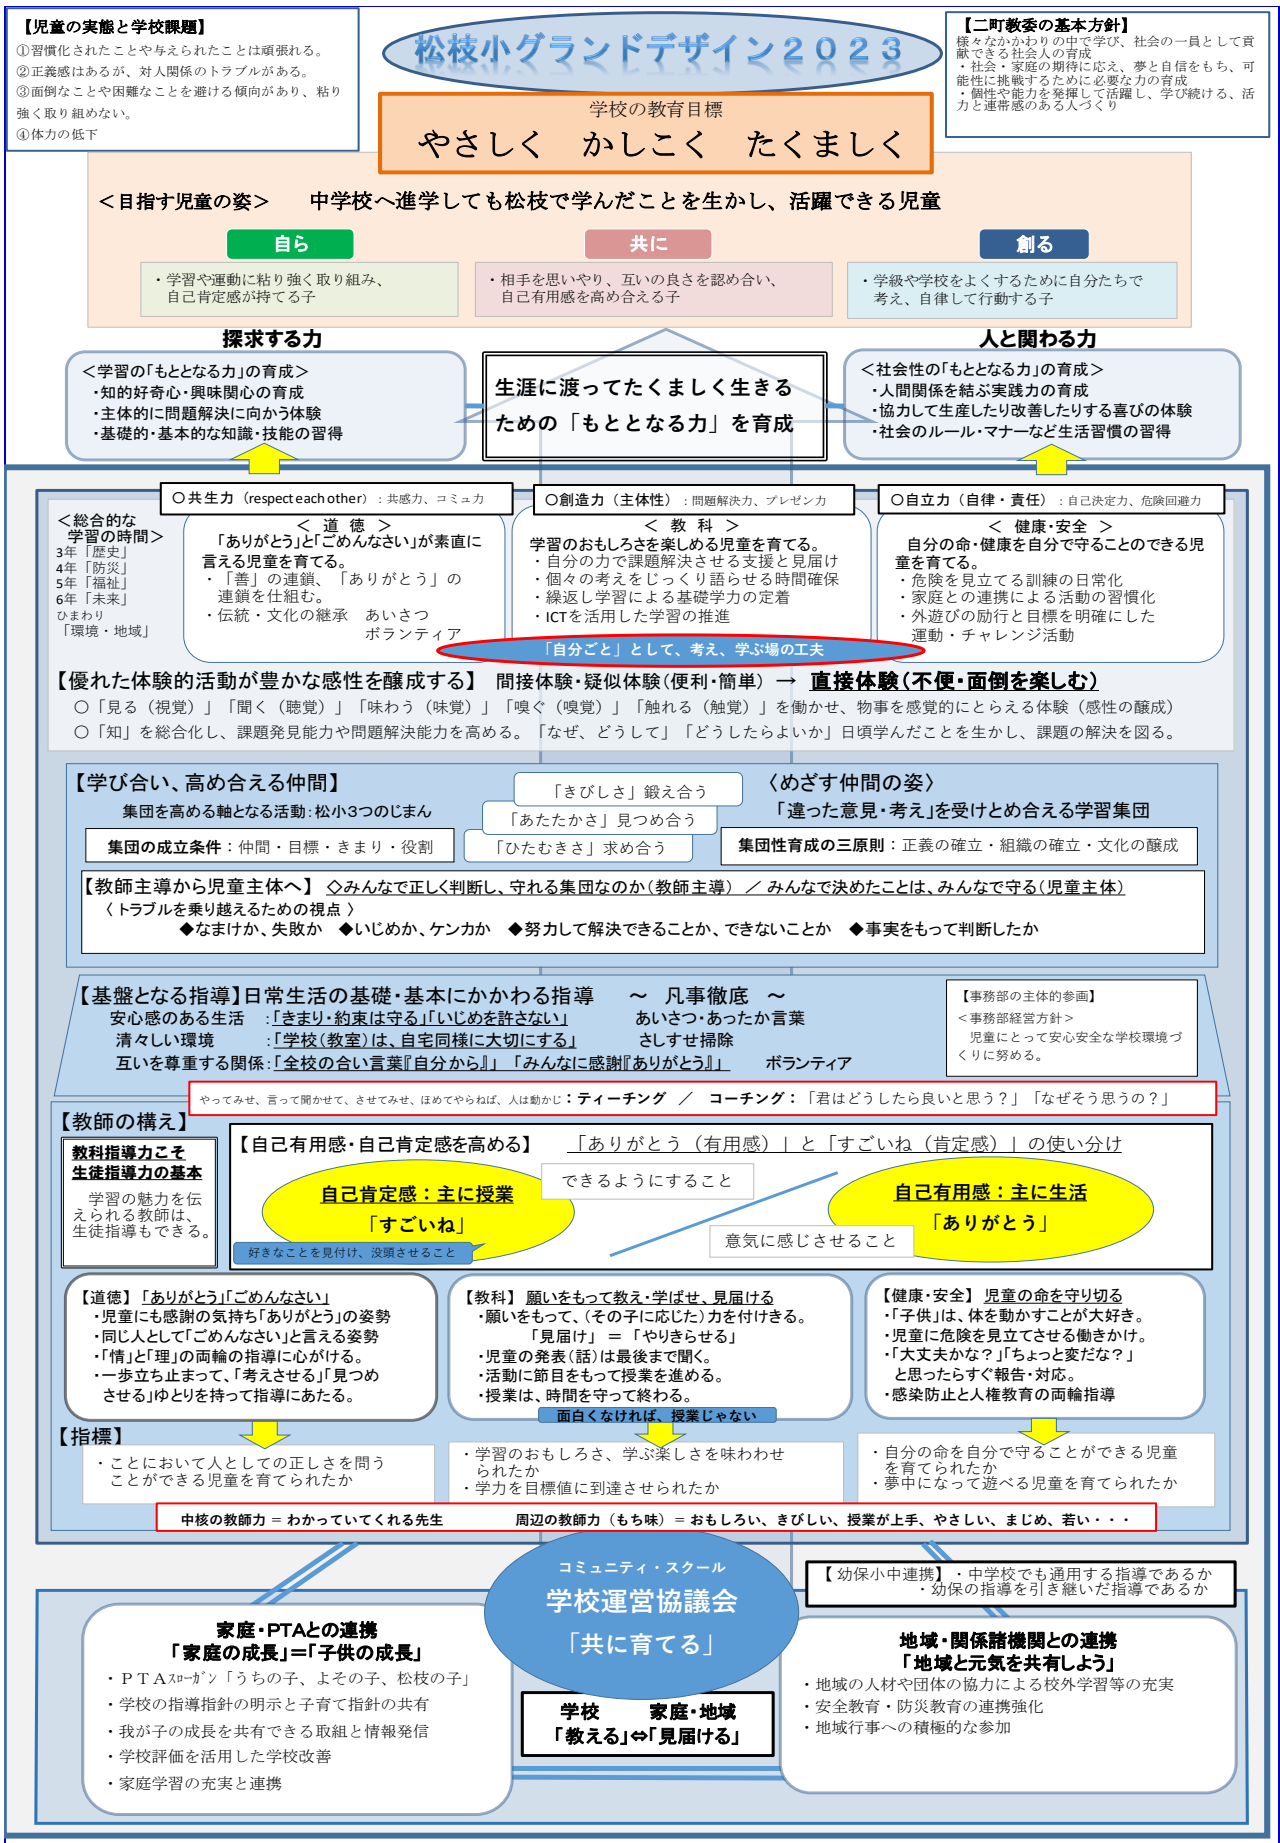 【児童の実態と学校課題】
①習慣化されたことや与えられたことは頑張れる。
②正義感はあるが、対人関係のトラブルがある。
③面倒なことや困難なことを避ける傾向があり、粘り
強く取り組めない。
④体力の低下
松枝小グランドデザイン２０２３
【二町教委の基本方針】
様々なかかわりの中で学び、社会の一員として貢
献できる社会人の育成
・社会・家庭の期待に応え、夢と自信をもち、可
能性に挑戦するために必要な力の育成
・個性や能力を発揮して活躍し、学び続ける、活
力と連帯感のある人づくり
学校の教育目標
やさしく　かしこく　たくましく
＜目指す児童の姿＞　　中学校へ進学しても松枝で学んだことを生かし、活躍できる児童
自ら
・学習や運動に粘り強く取り組み、
自己肯定感が持てる子
共に
・相手を思いやり、互いの良さを認め合い、
自己有用感を高め合える子
創る
・学級や学校をよくするために自分たちで
考え、自律して行動する子
探求する力
＜学習の「もととなる力」の育成＞
・知的好奇心・興味関心の育成
・主体的に問題解決に向かう体験
・基礎的・基本的な知識・技能の習得
生涯に渡ってたくましく生きる
ための「もととなる力」を育成
人と関わる力
＜社会性の「もととなる力」の育成＞
・人間関係を結ぶ実践力の育成
・協力して生産したり改善したりする喜びの体験
・社会のルール・マナーなど生活習慣の習得
＜総合的な
学習の時間＞
3年「歴史」
4年「防災」
5年「福祉」
6年「未来」
ひまわり
「環境・地域」
〇共生力（respect each other）：共感力、コミュ力
＜ 道 徳 ＞
「ありがとう」と「ごめんなさい」が素直に
言える児童を育てる。
・「善」の連鎖、「ありがとう」の
連鎖を仕組む。
・伝統・文化の継承　あいさつ
ボランティア
〇創造力（主体性）：問題解決力、プレゼン力
＜ 教 科 ＞
学習のおもしろさを楽しめる児童を育てる。
・自分の力で課題解決させる支援と見届け
・個々の考えをじっくり語らせる時間確保
・繰返し学習による基礎学力の定着
・ICTを活用した学習の推進
〇自立力（自律・責任）：自己決定力、危険回避力
＜ 健康・安全 ＞
自分の命・健康を自分で守ることのできる児
童を育てる。
・危険を見立てる訓練の日常化
・家庭との連携による活動の習慣化
・外遊びの励行と目標を明確にした
運動・チャレンジ活動
「自分ごと」として、考え、学ぶ場の工夫
【優れた体験的活動が豊かな感性を醸成する】　間接体験・疑似体験（便利・簡単）→　直接体験（不便・面倒を楽しむ）
〇「見る（視覚）」「聞く（聴覚）」「味わう（味覚）」「嗅ぐ（嗅覚）」「触れる（触覚）」を働かせ、物事を感覚的にとらえる体験（感性の醸成）
〇「知」を総合化し、課題発見能力や問題解決能力を高める。「なぜ、どうして」「どうしたらよいか」日頃学んだことを生かし、課題の解決を図る。
【学び合い、高め合える仲間】
集団を高める軸となる活動：松小3つのじまん
集団の成立条件：仲間・目標・きまり・役割
「きびしさ」鍛え合う
「あたたかさ」見つめ合う
「ひたむきさ」求め合う
〈めざす仲間の姿〉
「違った意見・考え」を受けとめ合える学習集団
集団性育成の三原則：正義の確立・組織の確立・文化の醸成
【教師主導から児童主体へ】　◇みんなで正しく判断し、守れる集団なのか（教師主導）　／ みんなで決めたことは、みんなで守る（児童主体）
〈 トラブルを乗り越えるための視点 〉
◆なまけか、失敗か　◆いじめか、ケンカか　◆努力して解決できることか、できないことか　◆事実をもって判断したか
【基盤となる指導】日常生活の基礎・基本にかかわる指導　　～　凡事徹底　～
安心感のある生活　：「きまり・約束は守る」「いじめを許さない」　　あいさつ・あったか言葉
清々しい環境　　：「学校（教室）は、自宅同様に大切にする」　　さしすせ掃除
互いを尊重する関係：「全校の合い言葉『自分から』」　「みんなに感謝『ありがとう』」　　ボランティア
【事務部の主体的参画】
＜事務部経営方針＞
児童にとって安心安全な学校環境づ
くりに努める。
やってみせ、言って聞かせて、させてみせ、ほめてやらねば、人は動かじ：ティーチング　／　コーチング：「君はどうしたら良いと思う？」「なぜそう思うの？」
【教師の構え】
教科指導力こそ
生徒指導力の基本
学習の魅力を伝
えられる教師は、
生徒指導もできる。
【自己有用感・自己肯定感を高める】　「ありがとう（有用感）」と「すごいね（肯定感）」の使い分け
自己肯定感：主に授業
「すごいね」
好きなことを見付け、没頭させること
できるようにすること
意気に感じさせること
自己有用感：主に生活
「ありがとう」
【道徳】「ありがとう」「ごめんなさい」
・児童にも感謝の気持ち「ありがとう」の姿勢
・同じ人として「ごめんなさい」と言える姿勢
・「情」と「理」の両輪の指導に心がける。
・一歩立ち止まって、「考えさせる」「見つめ
させる」ゆとりを持って指導にあたる。
【教科】 願いをもって教え・学ばせ、見届ける
・願いをもって、（その子に応じた）力を付けきる。
「見届け」　＝　「やりきらせる」
・児童の発表（話）は最後まで聞く。
・活動に節目をもって授業を進める。
・授業は、時間を守って終わる。
面白くなければ、授業じゃない
【健康・安全】 児童の命を守り切る
・「子供」は、体を動かすことが大好き。
・児童に危険を見立てさせる働きかけ。
・「大丈夫かな？」「ちょっと変だな？」
と思ったらすぐ報告・対応。
・感染防止と人権教育の両輪指導
【指標】
・ことにおいて人としての正しさを問う
ことができる児童を育てられたか
・学習のおもしろさ、学ぶ楽しさを味わわせ
られたか
・学力を目標値に到達させられたか
・自分の命を自分で守ることができる児童
を育てられたか
・夢中になって遊べる児童を育てられたか
中核の教師力 ＝ わかっていてくれる先生　　　周辺の教師力（もち味）＝ おもしろい、きびしい、授業が上手、やさしい、まじめ、若い・・・
コミュニティ・スクール
学校運営協議会
「共に育てる」
【 幼保小中連携】・中学校でも通用する指導であるか
・幼保の指導を引き継いだ指導であるか
家庭・PTAとの連携
「家庭の成長」＝「子供の成長」
・ＰＴＡｽﾛｰｶﾞﾝ「うちの子、よその子、松枝の子」
・学校の指導指針の明示と子育て指針の共有
・我が子の成長を共有できる取組と情報発信
・学校評価を活用した学校改善
・家庭学習の充実と連携
学校　　家庭・地域
「教える」⇔「見届ける」
地域・関係諸機関との連携
「地域と元気を共有しよう」
・地域の人材や団体の協力による校外学習等の充実
・安全教育・防災教育の連携強化
・地域行事への積極的な参加